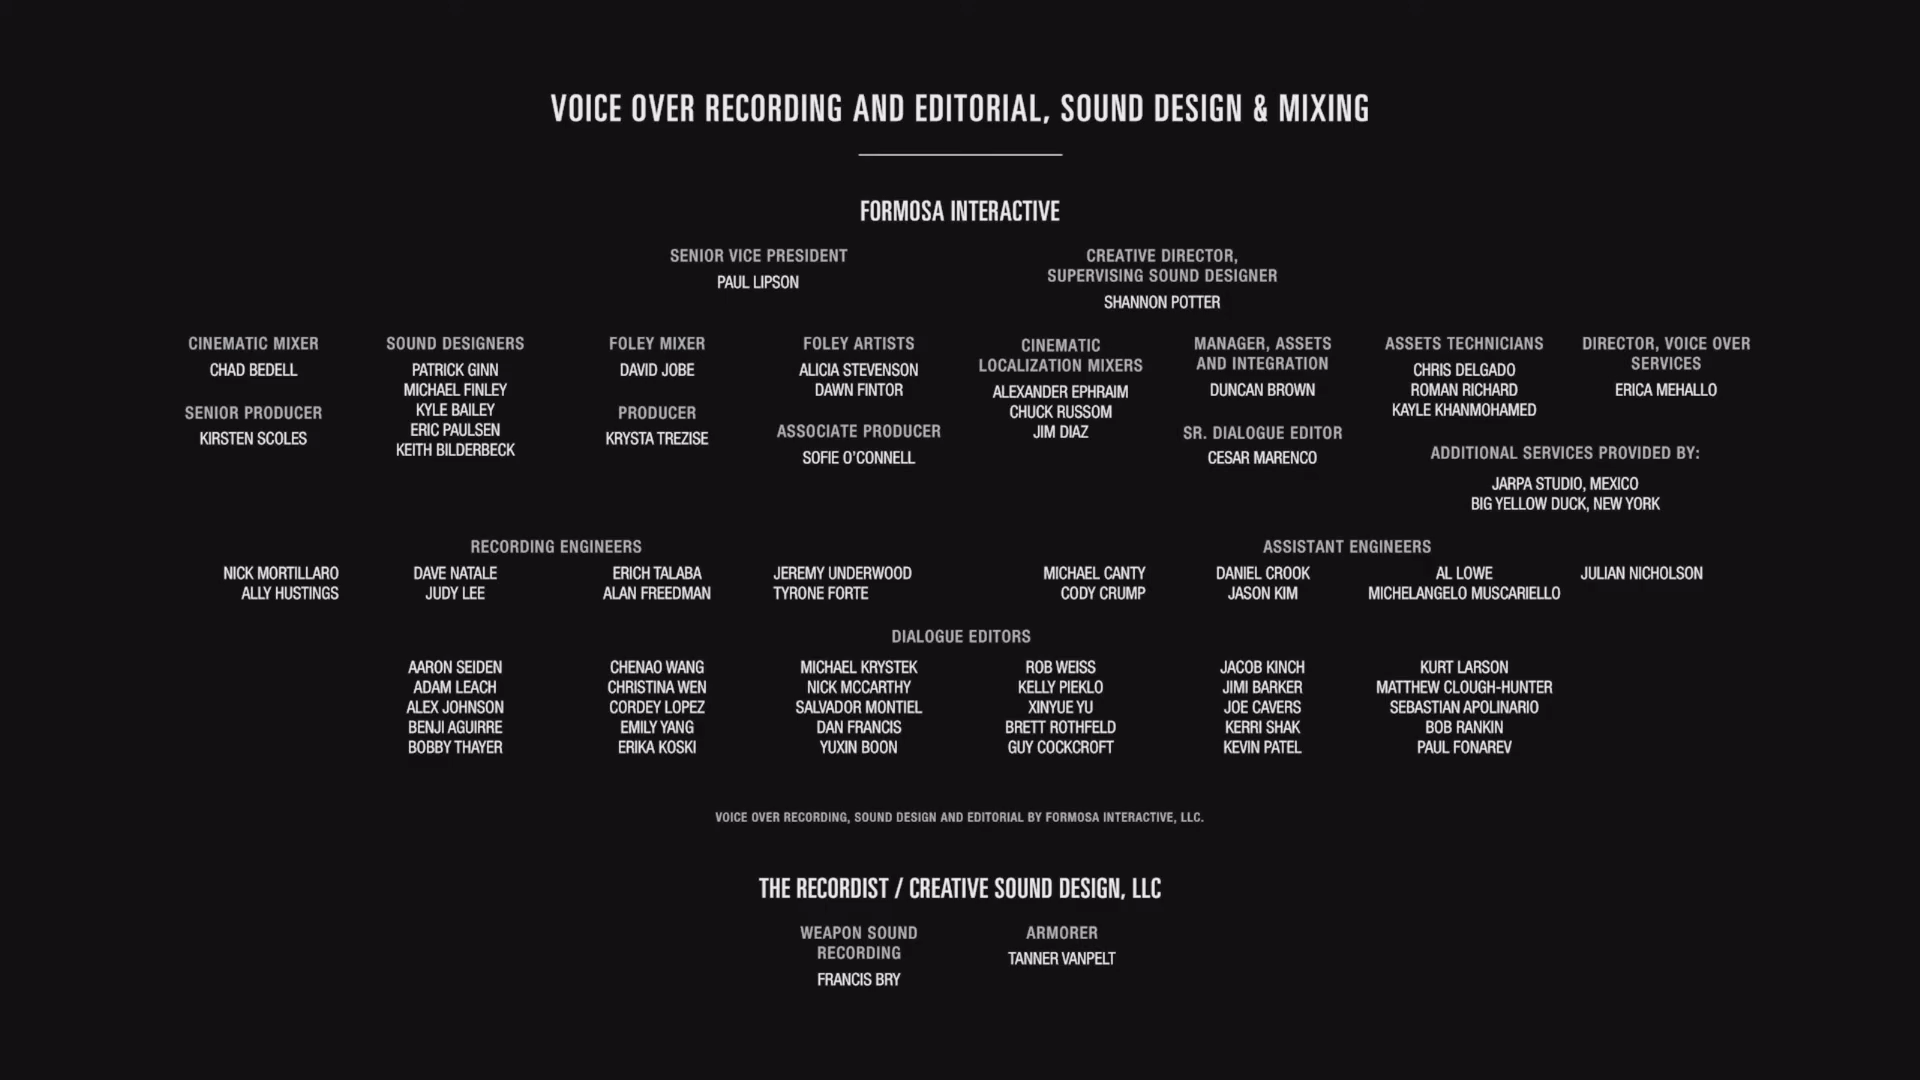 VOICE OVER RECORDING AND EDITORIAL, SOUND DESIGN & MIXING
FORMOSA INTERACTIVE
SENIOR VICE PRESIDENT
PAUL LIPSON
CREATIVE DIRECTOR,
SUPERVISING SOUND DESIGNER
SHANNON POTTER
CINEMATIC MIXER
CHAD BEDELL
SENIOR PRODUCER
KIRSTEN SCOLES
SOUND DESIGNERS
PATRICK GINN
MICHAEL FINLEY
KYLE BAILEY
ERIC PAULSEN
KEITH BILDERBECK
FOLEY MIXER
DAVID JOBE
PRODUCER
KRYSTA TREZISE
FOLEY ARTISTS
ALICIA STEVENSON
DAWN FINTOR
ASSOCIATE PRODUCER
SOFIE O'CONNELL
CINEMATIC
LOCALIZATION MIXERS
ALEXANDER EPHRAIM
CHUCK RUSSOM
JIM DIAZ
MANAGER, ASSETS
AND INTEGRATION
DUNCAN BROWN
SR. DIALOGUE EDITOR
CESAR MARENCO
ASSETS TECHNICIANS
CHRIS DELGADO
ROMAN RICHARD
KAYLE KHANMOHAMED
DIRECTOR, VOICE OVER
SERVICES
ERICA MEHALLO
ADDITIONAL SERVICES PROVIDED BY:
JARPA STUDIO, MEXICO
BIG YELLOW DUCK, NEW YORK
RECORDING ENGINEERS
NICK MORTILLARO
ALLY HUSTINGS
DAVE NATALE
JUDY LEE
ERICH TALABA
ALAN FREEDMAN
JEREMY UNDERWOOD
TYRONE FORTE
ASSISTANT ENGINEERS
MICHAEL CANTY
CODY CRUMP
DANIEL CROOK
JASON KIM
AL LOWE
MICHELANGELO MUSCARIELLO
JULIAN NICHOLSON
DIALOGUE EDITORS
AARON SEIDEN
ADAM LEACH
ALEX JOHNSON
BENJI AGUIRRE
BOBBY THAYER
CHENAO WANG
CHRISTINA WEN
CORDEY LOPEZ
EMILY YANG
ERIKA KOSKI
MICHAEL KRYSTEK
NICK MCCARTHY
SALVADOR MONTIEL
DAN FRANCIS
YUXIN BOON
ROB WEISS
KELLY PIEKLO
XINYUE YU
BRETT ROTHFELD
GUY COCKCROFT
JACOB KINCH
JIMI BARKER
JOE CAVERS
KERRI SHAK
KEVIN PATEL
KURT LARSON
MATTHEW CLOUGH-HUNTER
SEBASTIAN APOLINARIO
BOB RANKIN
PAUL FONAREV
VOICE OVER RECORDING, SOUND DESIGN AND EDITORIAL BY FORMOSA INTERACTIVE, LLC.
THE RECORDIST / CREATIVE SOUND DESIGN, LLC
WEAPON SOUND
RECORDING
FRANCIS BRY
ARMORER
TANNER VANPELT